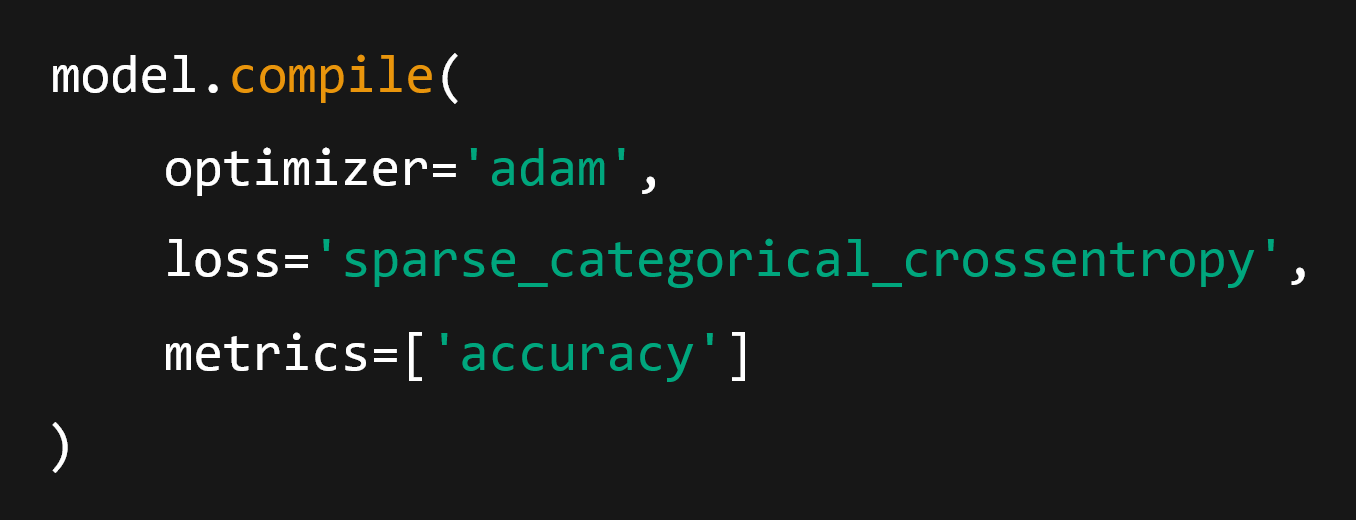 model.compile(
    optimizer='adam',
    loss='sparse_categorical_crossentropy',
    metrics=['accuracy']
)